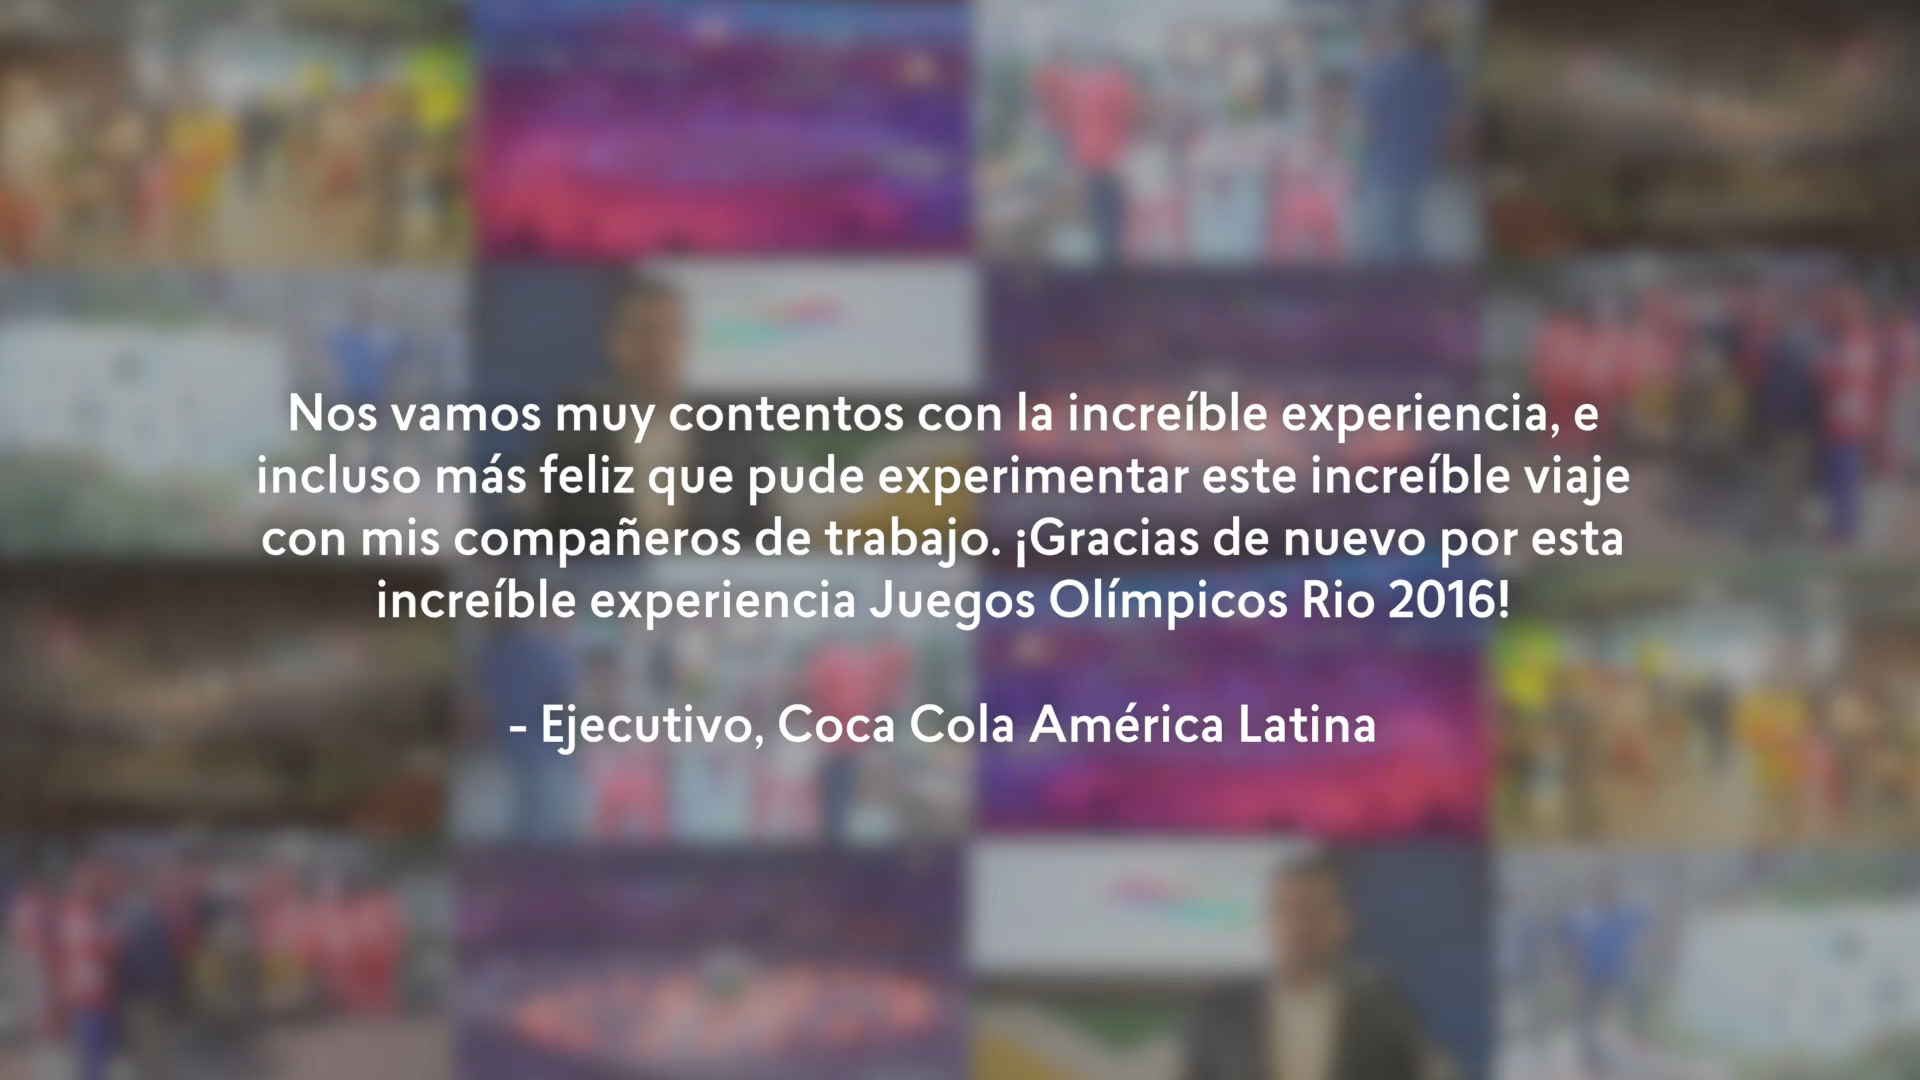 Nos vamos muy contentos con la increíble experiencia, e
incluso más feliz que pude experimentar este increíble viaje
con mis compañeros de trabajo. ¡Gracias de nuevo por esta
increíble experiencia Juegos Olímpicos Rio 2016!
- Ejecutivo, Coca Cola América Latina